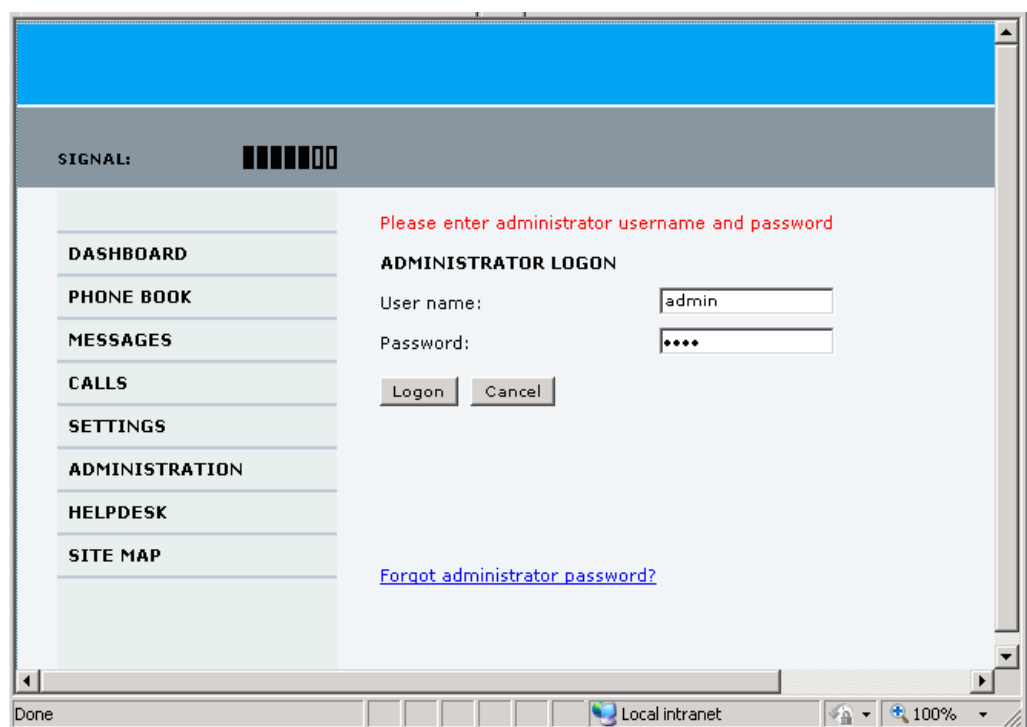 SIGNAL:
Please enter administrator username and password
DASHBOARD
ADMINISTRATOR LOGON
PHONE BOOK
User name: admin
MESSAGES
Password: ••••
CALLS
Logon Cancel
SETTINGS
ADMINISTRATION
HELPDESK
SITE MAP
Forgot administrator password?
Done Local intranet 100%